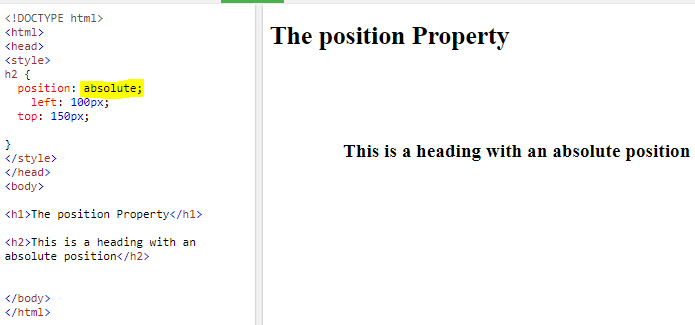 <!DOCTYPE html>
<html>
<head>
<style>
h2 {
  position: absolute;
    left: 100px;
  top: 150px;
}
</style>
</head>
<body>
<h1>The position Property</h1>
<h2>This is a heading with an
absolute position</h2>
</body>
</html>
The position Property
This is a heading with an absolute position